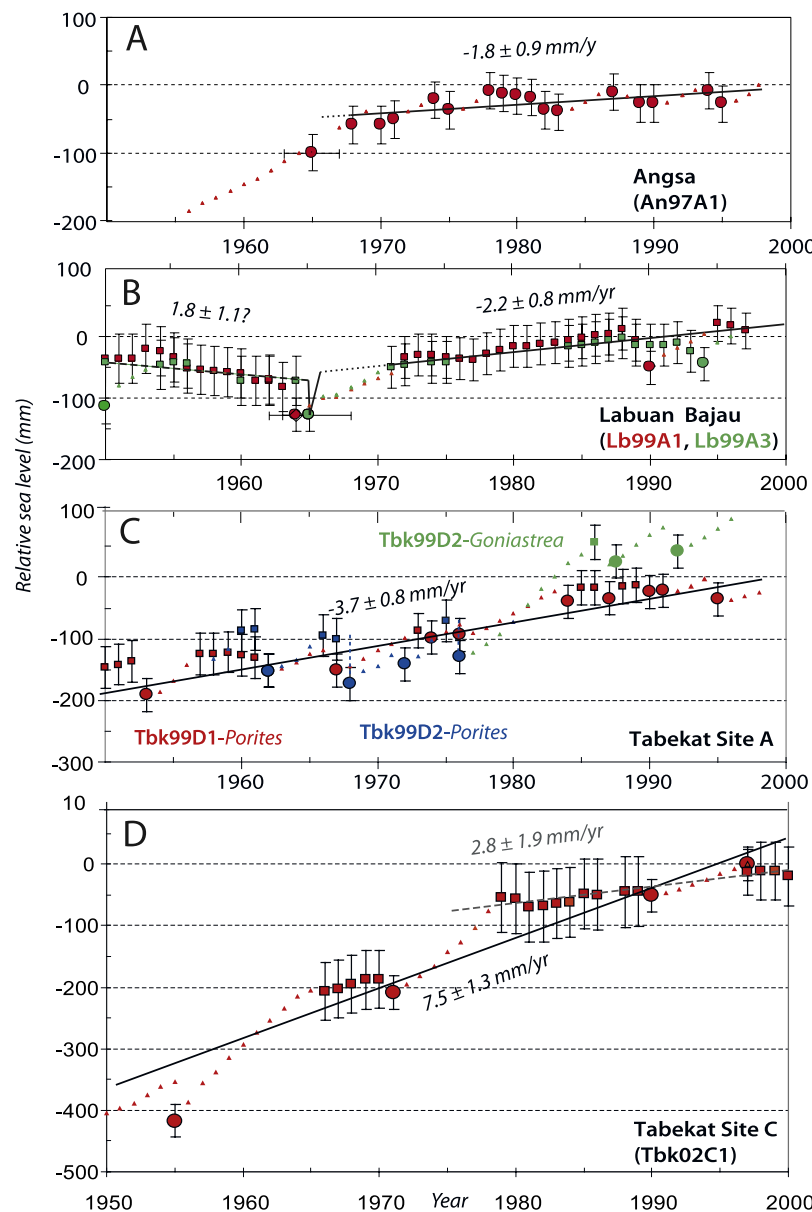 100
A
-1.8 ± 0.9 mm/y
0
-100
Angsa
(An97A1)
-200
1960
1970
1980
1990
2000
100
B
1.8 ± 1.1?
-2.2 ± 0.8 mm/yr
0
-100
Labuan Bajau
(Lb99A1, Lb99A3)
-200
1960
1970
1980
1990
2000
Relative sea level (mm)
100
C
Tbk99D2-Goniastrea
0
-3.7 ± 0.8 mm/yr
-100
-200
Tbk99D1-Porites
Tbk99D2-Porites
Tabekat Site A
-300
1960
1970
1980
1990
2000
10
D
2.8 ± 1.9 mm/yr
0
-100
7.5 ± 1.3 mm/yr
-200
-300
-400
Tabekat Site C
(Tbk02C1)
-500
1950
1960
1970
Year
1980
1990
2000